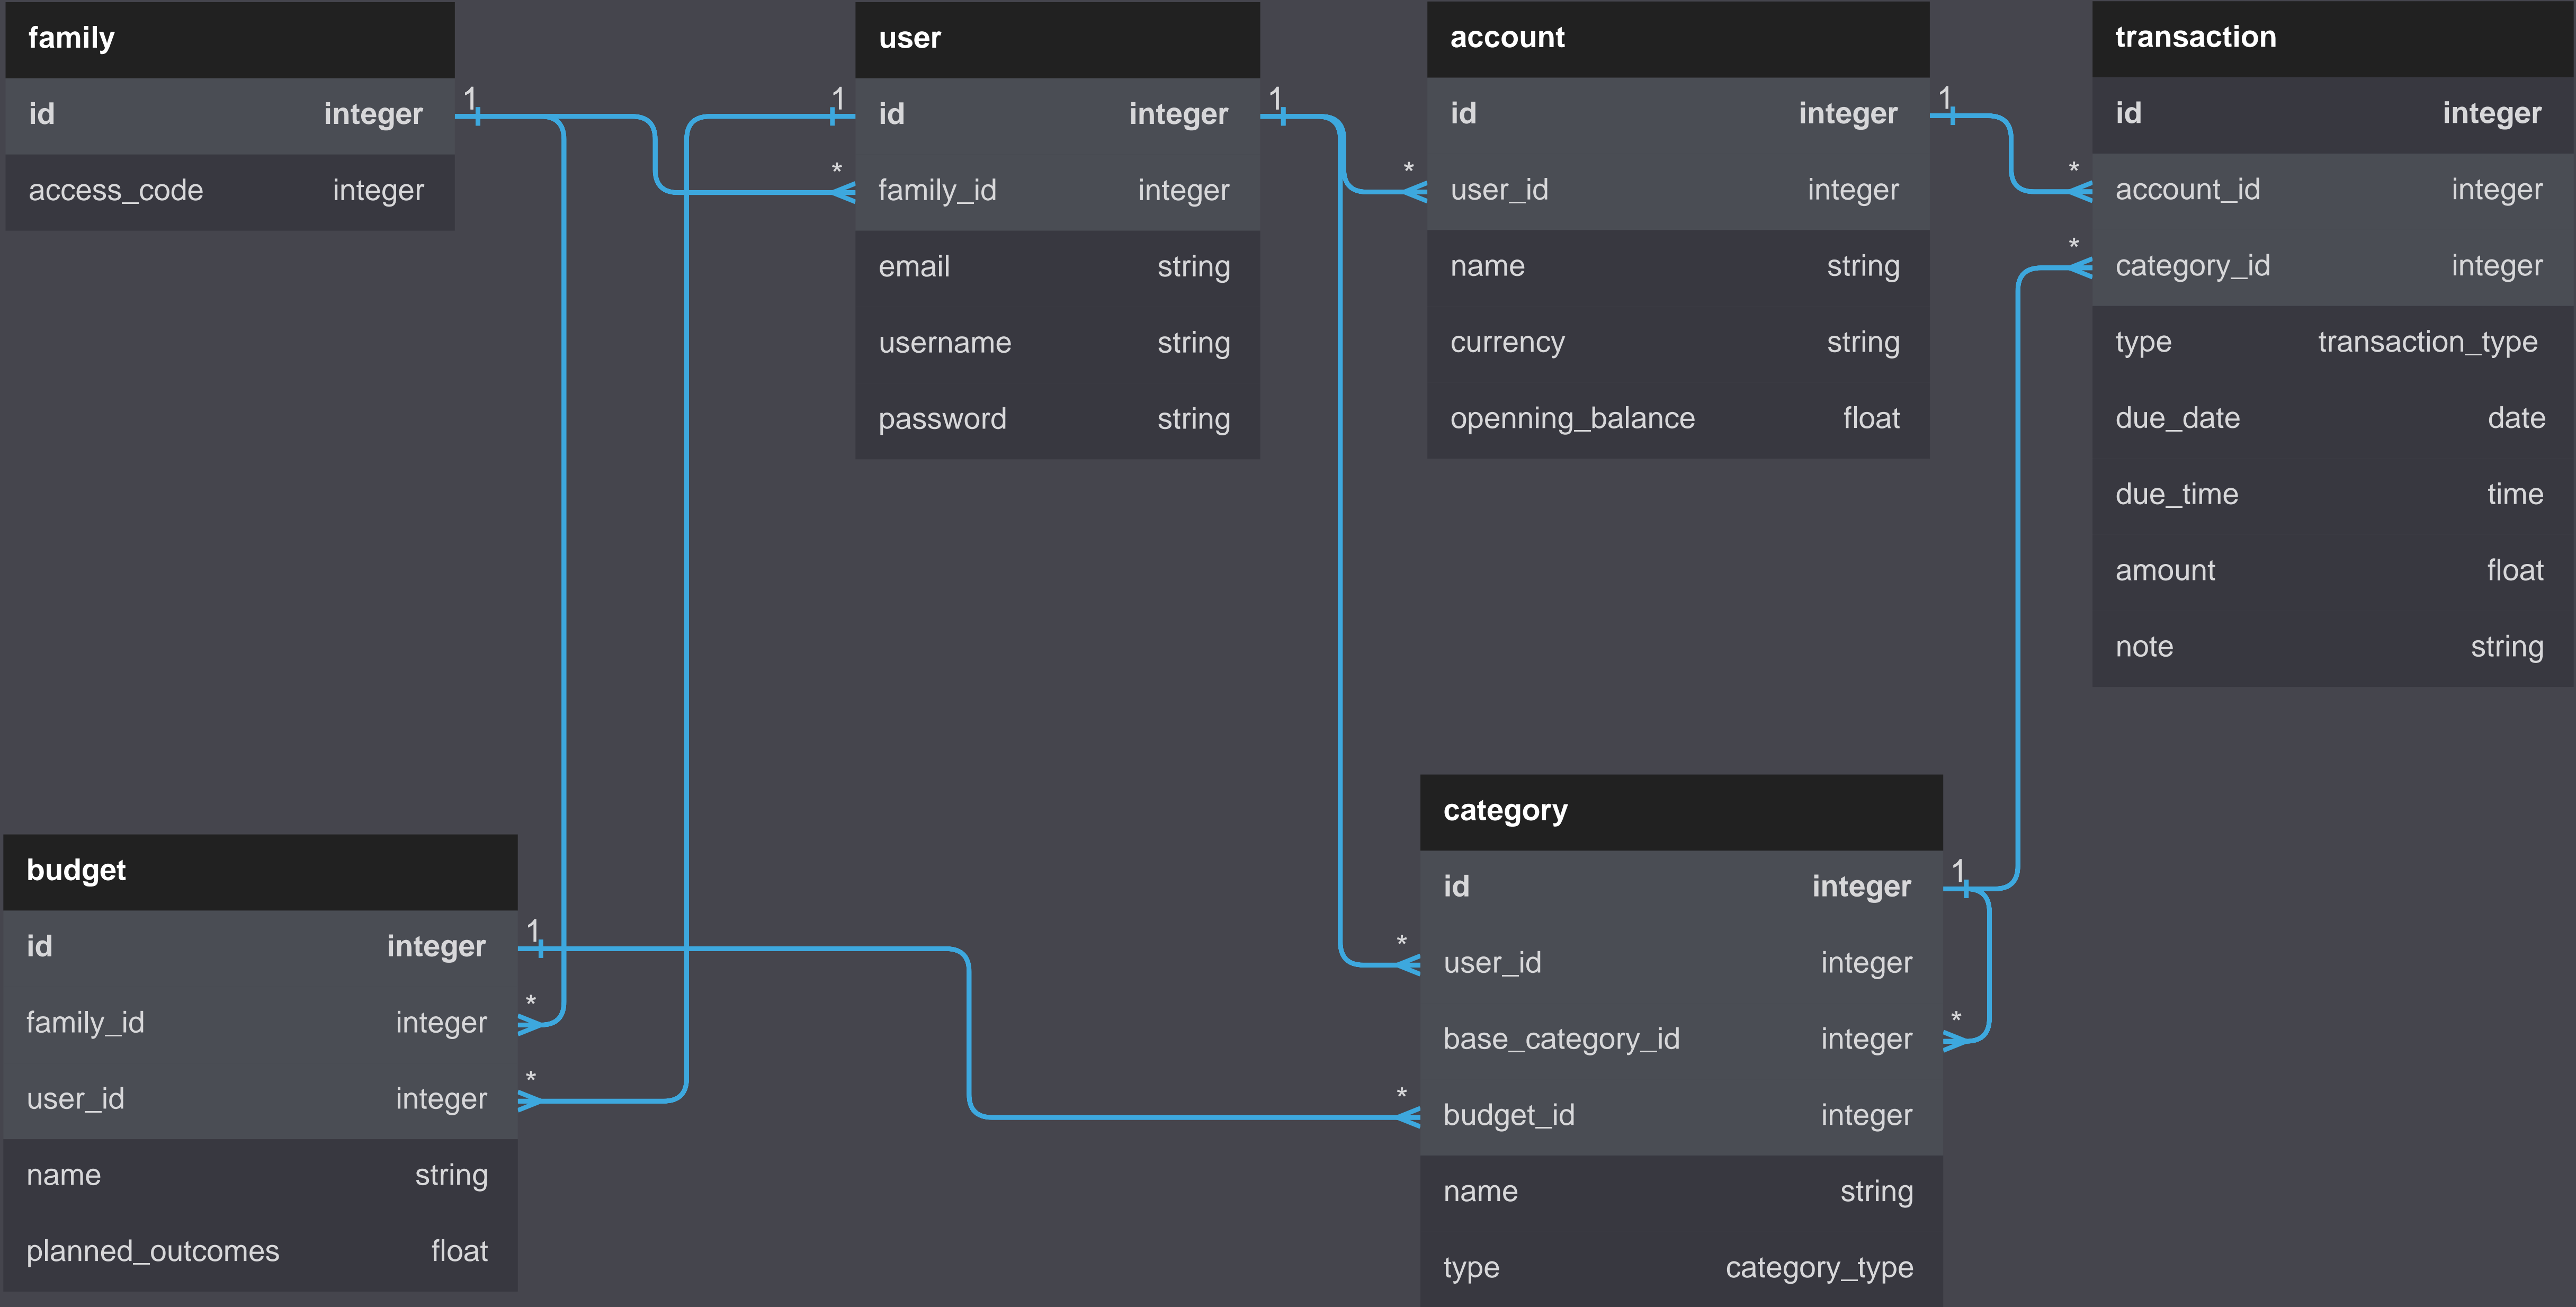 family
id integer
access_code integer
1
1
*
user
id integer
family_id integer
email string
username string
password string
1
*
account
id integer
user_id integer
name string
currency string
openning_balance float
1
*
*
transaction
id integer
account_id integer
category_id integer
type transaction_type
due_date date
due_time time
amount float
note string
budget
id integer
family_id integer
user_id integer
name string
planned_outcomes float
1
*
*
*
*
category
id integer
user_id integer
base_category_id integer
budget_id integer
name string
type category_type
1
*